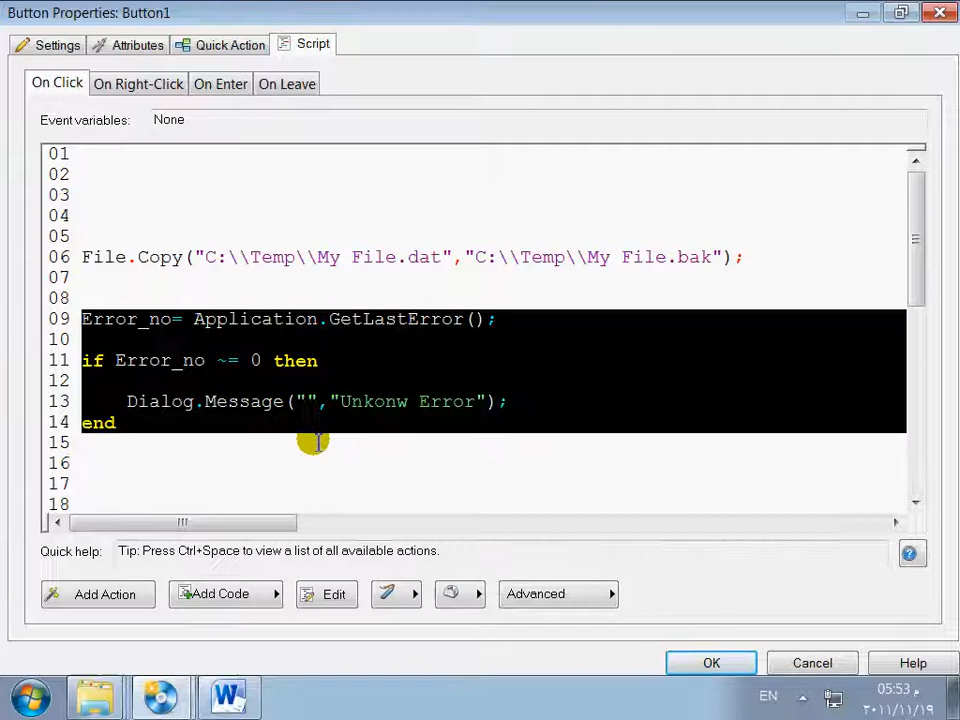 Button Properties: Button1
Settings Attributes Quick Action Script
On Click On Right-Click On Enter On Leave
Event variables: None
01
02
03
04
05
06 File.Copy("C:\\Temp\\My File.dat","C:\\Temp\\My File.bak");
07
08
09 Error_no= Application.GetLastError();
10
11 if Error_no ~= 0 then
12
13 Dialog.Message("","Unkonw Error");
14 end
15
16
17
18
Quick help: Tip: Press Ctrl+Space to view a list of all available actions.
Add Action Add Code Edit Advanced
OK Cancel Help
EN 05:53 م
٢٠١١/١١/١٩